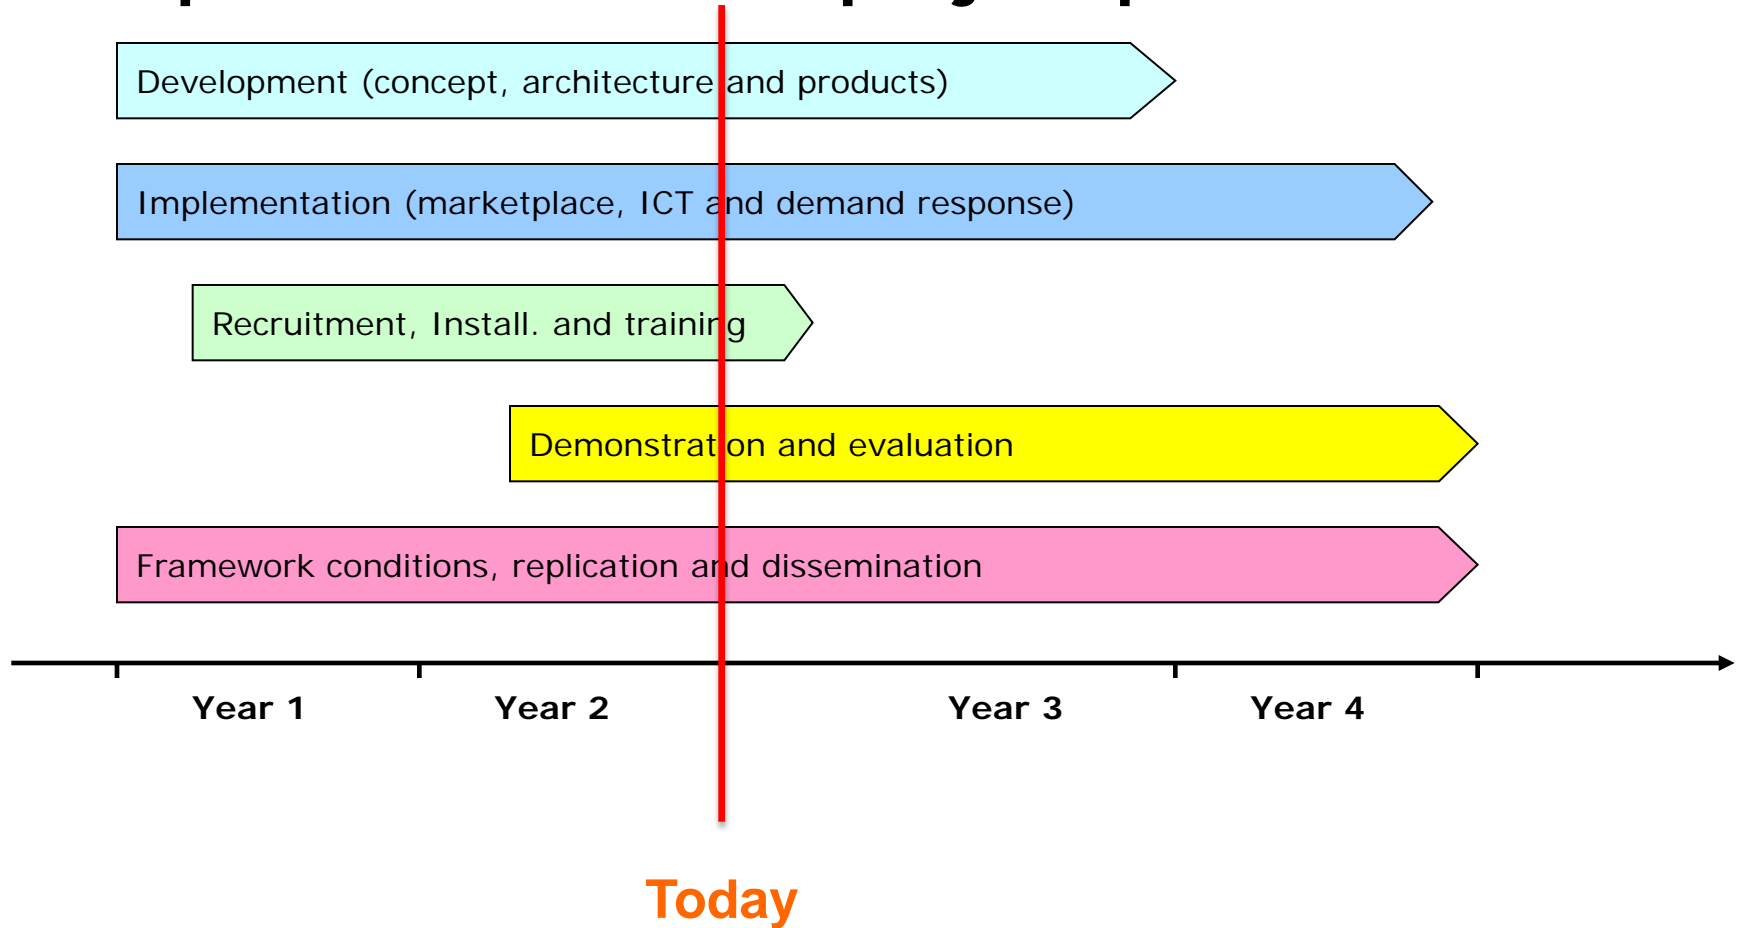 Development (concept, architecture and products)
Implementation (marketplace, ICT and demand response)
Recruitment, Install. and training
Demonstration and evaluation
Framework conditions, replication and dissemination
Year 1 Year 2 Year 3 Year 4
Today